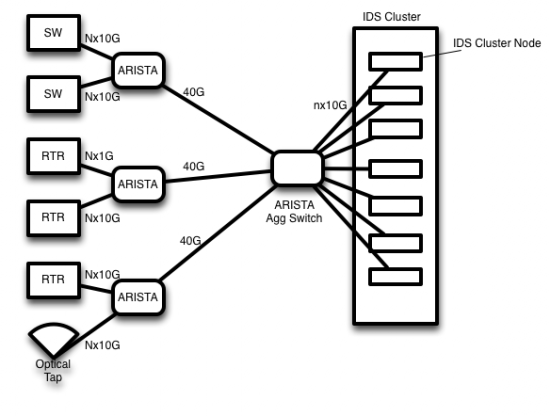 IDS Cluster
SW
Nx10G
ARISTA
IDS Cluster Node
SW
Nx10G
40G
nx10G
RTR
Nx1G
ARISTA
40G
RTR
Nx10G
ARISTA
Agg Switch
40G
RTR
Nx10G
ARISTA
Nx10G
Optical
Tap